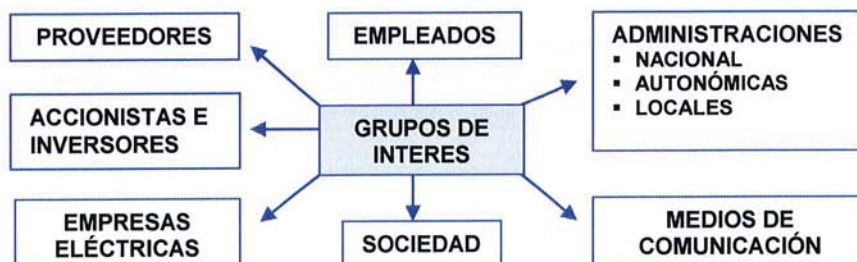 PROVEEDORES
EMPLEADOS
ADMINISTRACIONES
▪ NACIONAL
▪ AUTONÓMICAS
▪ LOCALES
ACCIONISTAS E
INVERSORES
GRUPOS DE
INTERES
EMPRESAS
ELÉCTRICAS
SOCIEDAD
MEDIOS DE
COMUNICACIÓN